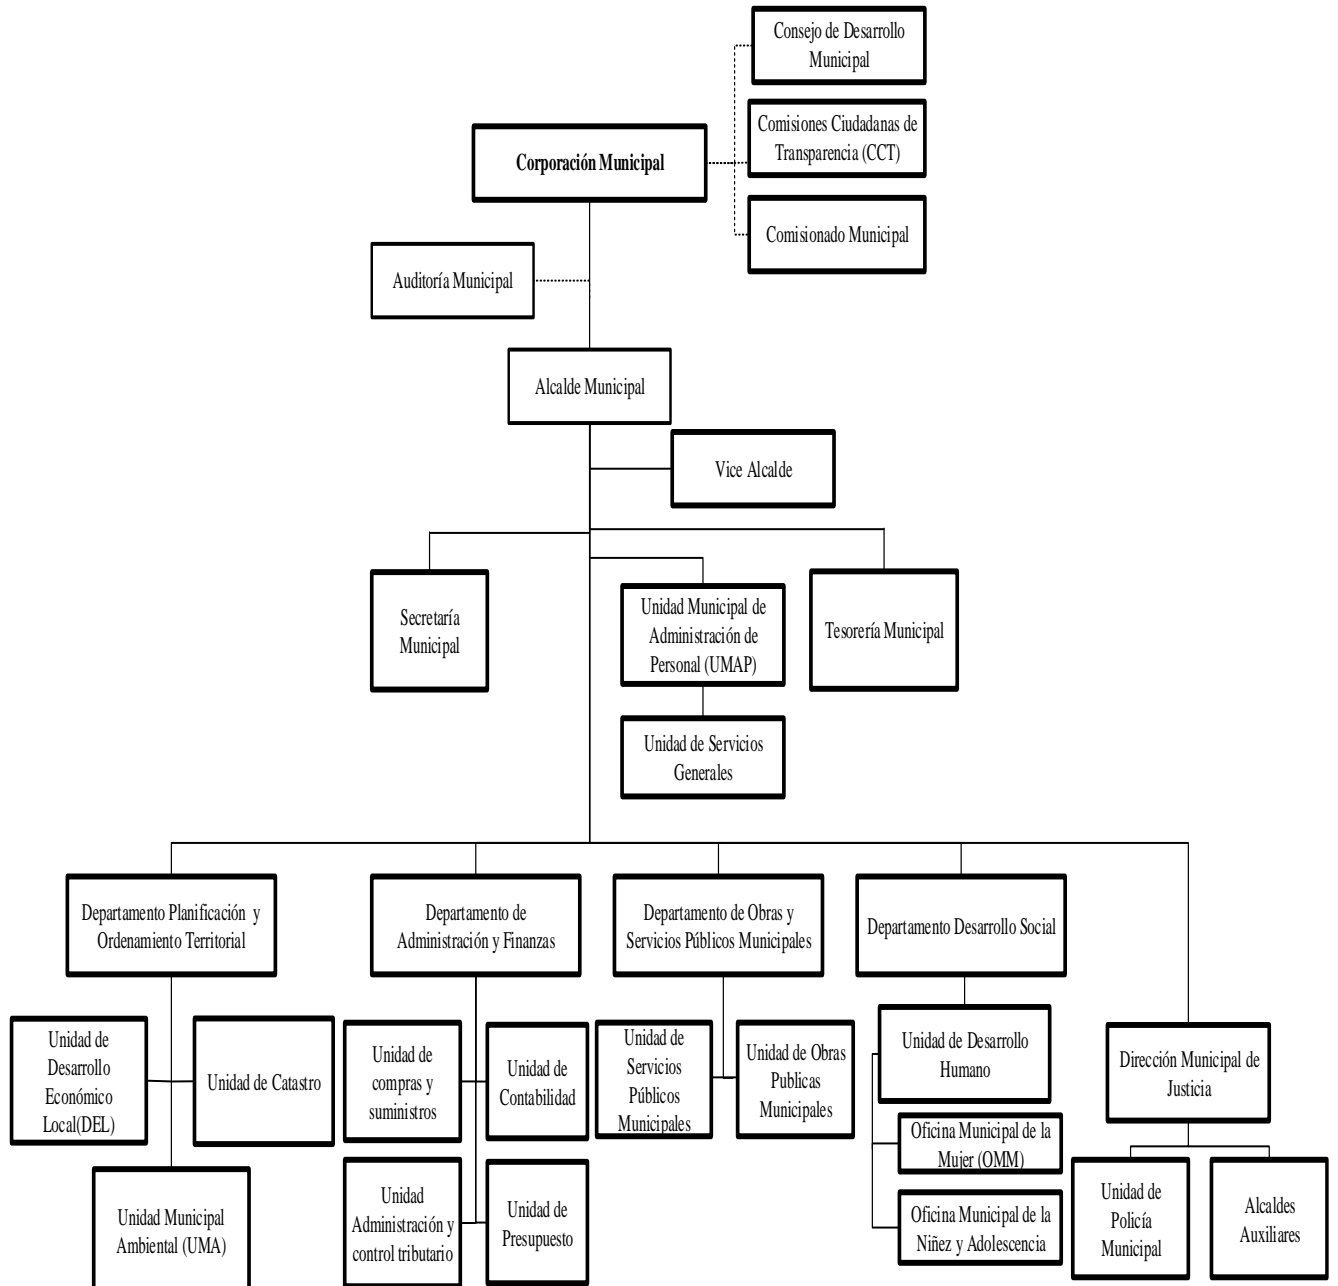 Consejo de Desarrollo
Municipal
Comisiones Ciudadanas de
Transparencia (CCT)
Corporación Municipal
Comisionado Municipal
Auditoría Municipal
Alcalde Municipal
Vice Alcalde
Secretaría
Municipal
Unidad Municipal de
Administración de
Personal (UMAP)
Tesorería Municipal
Unidad de Servicios
Generales
Departamento Planificación y
Ordenamiento Territorial
Departamento de
Administración y Finanzas
Departamento de Obras y
Servicios Públicos Municipales
Departamento Desarrollo Social
Unidad de
Desarrollo
Económico
Local(DEL)
Unidad de Catastro
Unidad de
compras y
suministros
Unidad de
Contabilidad
Unidad de
Servicios
Públicos
Municipales
Unidad de Obras
Publicas
Municipales
Unidad de Desarrollo
Humano
Dirección Municipal de
Justicia
Unidad Municipal
Ambiental (UMA)
Unidad
Administración y
control tributario
Unidad de
Presupuesto
Oficina Municipal de la
Mujer (OMM)
Oficina Municipal de la
Niñez y Adolescencia
Unidad de
Policía
Municipal
Alcaldes
Auxiliares